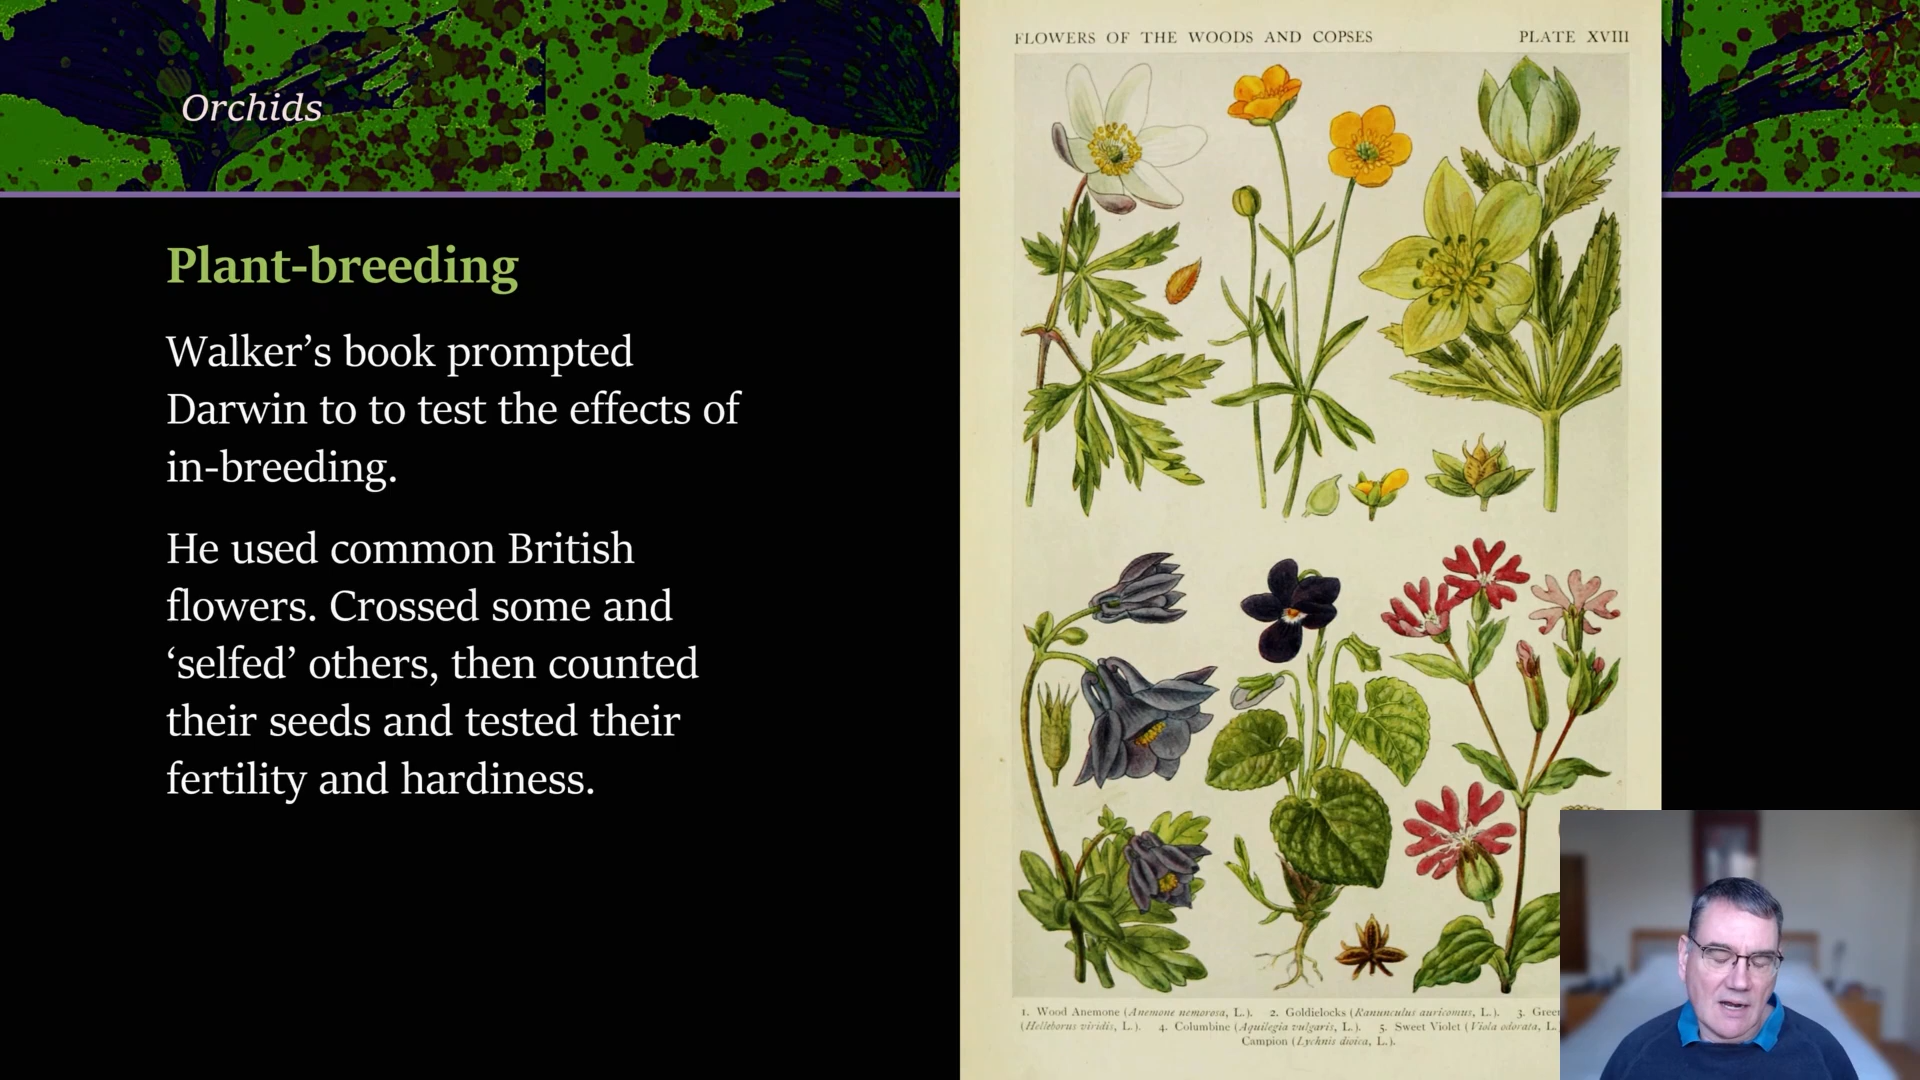 Orchids
Plant-breeding
Walker’s book prompted
Darwin to to test the effects of
in-breeding.
He used common British
flowers. Crossed some and
‘selfed’ others, then counted
their seeds and tested their
fertility and hardiness.
FLOWERS OF THE WOODS AND COPSES PLATE XVIII
1. Wood Anemone (Anemone nemorosa, L.). 2. Goldielocks (Ranunculus auricomus, L.). 3. Gree
(Helleborus viridis, L.). 4. Columbine (Aquilegia vulgaris, L.). 5. Sweet Violet (Viola odorata, L.
Campion (Lychnis dioica, L.).